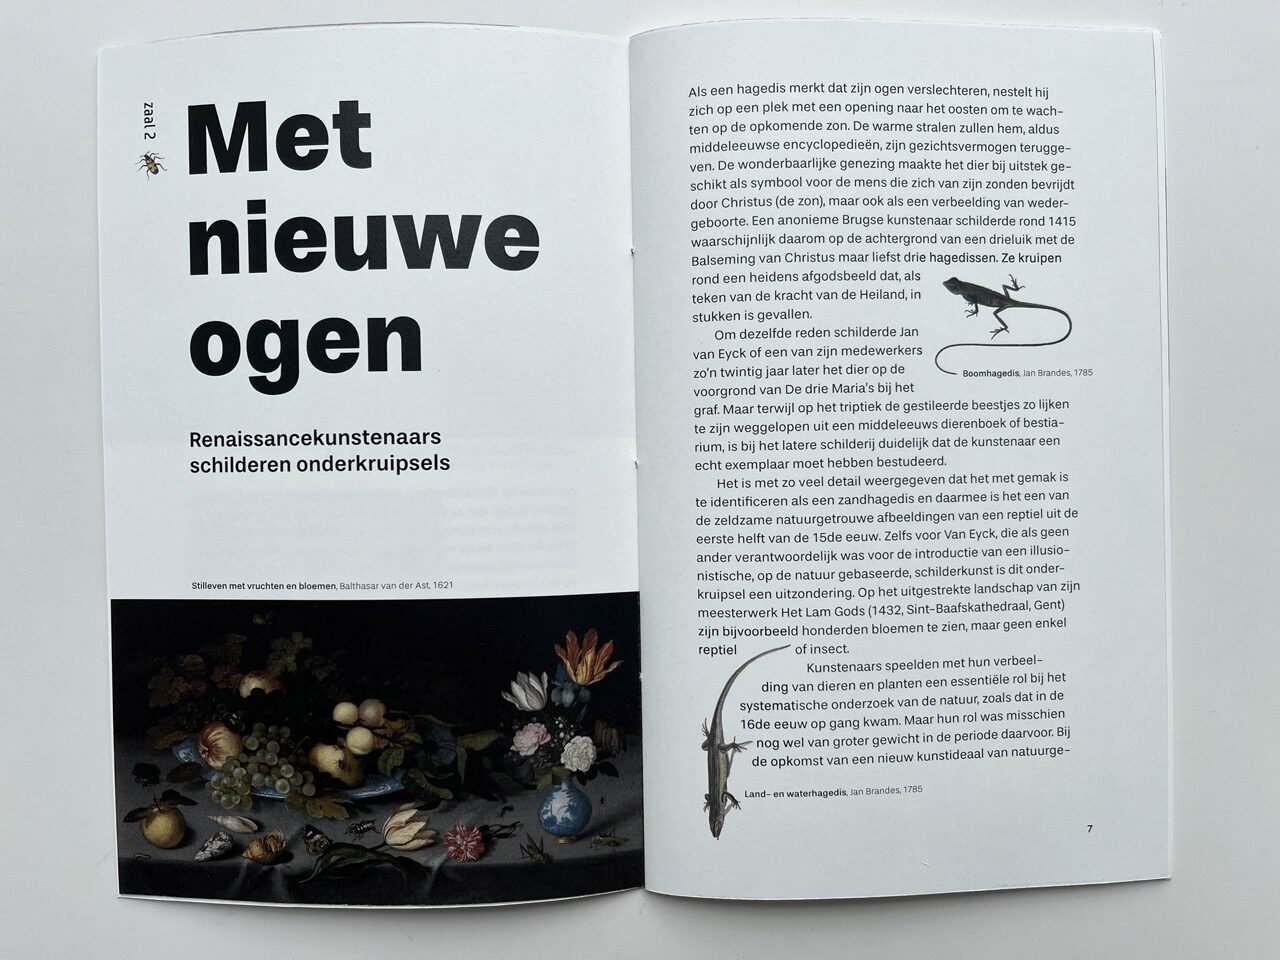 zaal 2
Met
nieuwe
ogen
Renaissancekunstenaars
schilderen onderkruipsels
Stilleven met vruchten en bloemen, Balthasar van der Ast, 1621
Als een hagedis merkt dat zijn ogen verslechteren, nestelt hij
zich op een plek met een opening naar het oosten om te wach-
ten op de opkomende zon. De warme stralen zullen hem, aldus
middeleeuwse encyclopedieën, zijn gezichtsvermogen terugge-
ven. De wonderbaarlijke genezing maakte het dier bij uitstek ge-
schikt als symbool voor de mens die zich van zijn zonden bevrijdt
door Christus (de zon), maar ook als een verbeelding van weder-
geboorte. Een anonieme Brugse kunstenaar schilderde rond 1415
waarschijnlijk daarom op de achtergrond van een drieluik met de
Balseming van Christus maar liefst drie hagedissen. Ze kruipen
rond een heidens afgodsbeeld dat, als
teken van de kracht van de Heiland, in
stukken is gevallen.
Om dezelfde reden schilderde Jan
van Eyck of een van zijn medewerkers
zo'n twintig jaar later het dier op de
voorgrond van De drie Maria's bij het
graf. Maar terwijl op het triptiek de gestileerde beestjes zo lijken
te zijn weggelopen uit een middeleeuws dierenboek of bestia-
rium, is bij het latere schilderij duidelijk dat de kunstenaar een
echt exemplaar moet hebben bestudeerd.
Boomhagedis, Jan Brandes, 1785
Het is met zo veel detail weergegeven dat het met gemak is
te identificeren als een zandhagedis en daarmee is het een van
de zeldzame natuurgetrouwe afbeeldingen van een reptiel uit de
eerste helft van de 15de eeuw. Zelfs voor Van Eyck, die als geen
ander verantwoordelijk was voor de introductie van een illusio-
nistische, op de natuur gebaseerde, schilderkunst is dit onder-
kruipsel een uitzondering. Op het uitgestrekte landschap van zijn
meesterwerk Het Lam Gods (1432, Sint-Baafskathedraal, Gent)
zijn bijvoorbeeld honderden bloemen te zien, maar geen enkel
reptiel of insect.
Kunstenaars speelden met hun verbeel-
ding van dieren en planten een essentiële rol bij het
systematische onderzoek van de natuur, zoals dat in de
16de eeuw op gang kwam. Maar hun rol was misschien
nog wel van groter gewicht in de periode daarvoor. Bij
de opkomst van een nieuw kunstideaal van natuurge-
Land- en waterhagedis, Jan Brandes, 1785
7